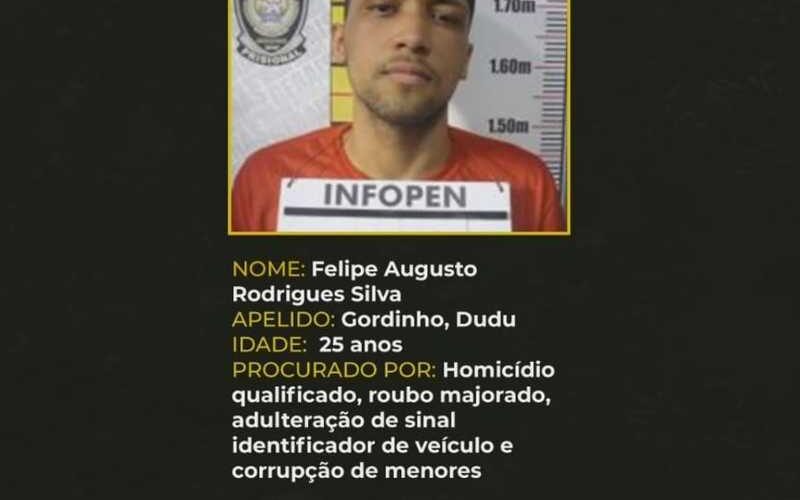 PRISIONAL
1.70m
1.60m
1.50m
INFOPEN
NOME: Felipe Augusto
Rodrigues Silva
APELIDO: Gordinho, Dudu
IDADE: 25 anos
PROCURADO POR: Homicídio
qualificado, roubo majorado,
adulteração de sinal
identificador de veículo e
corrupção de menores